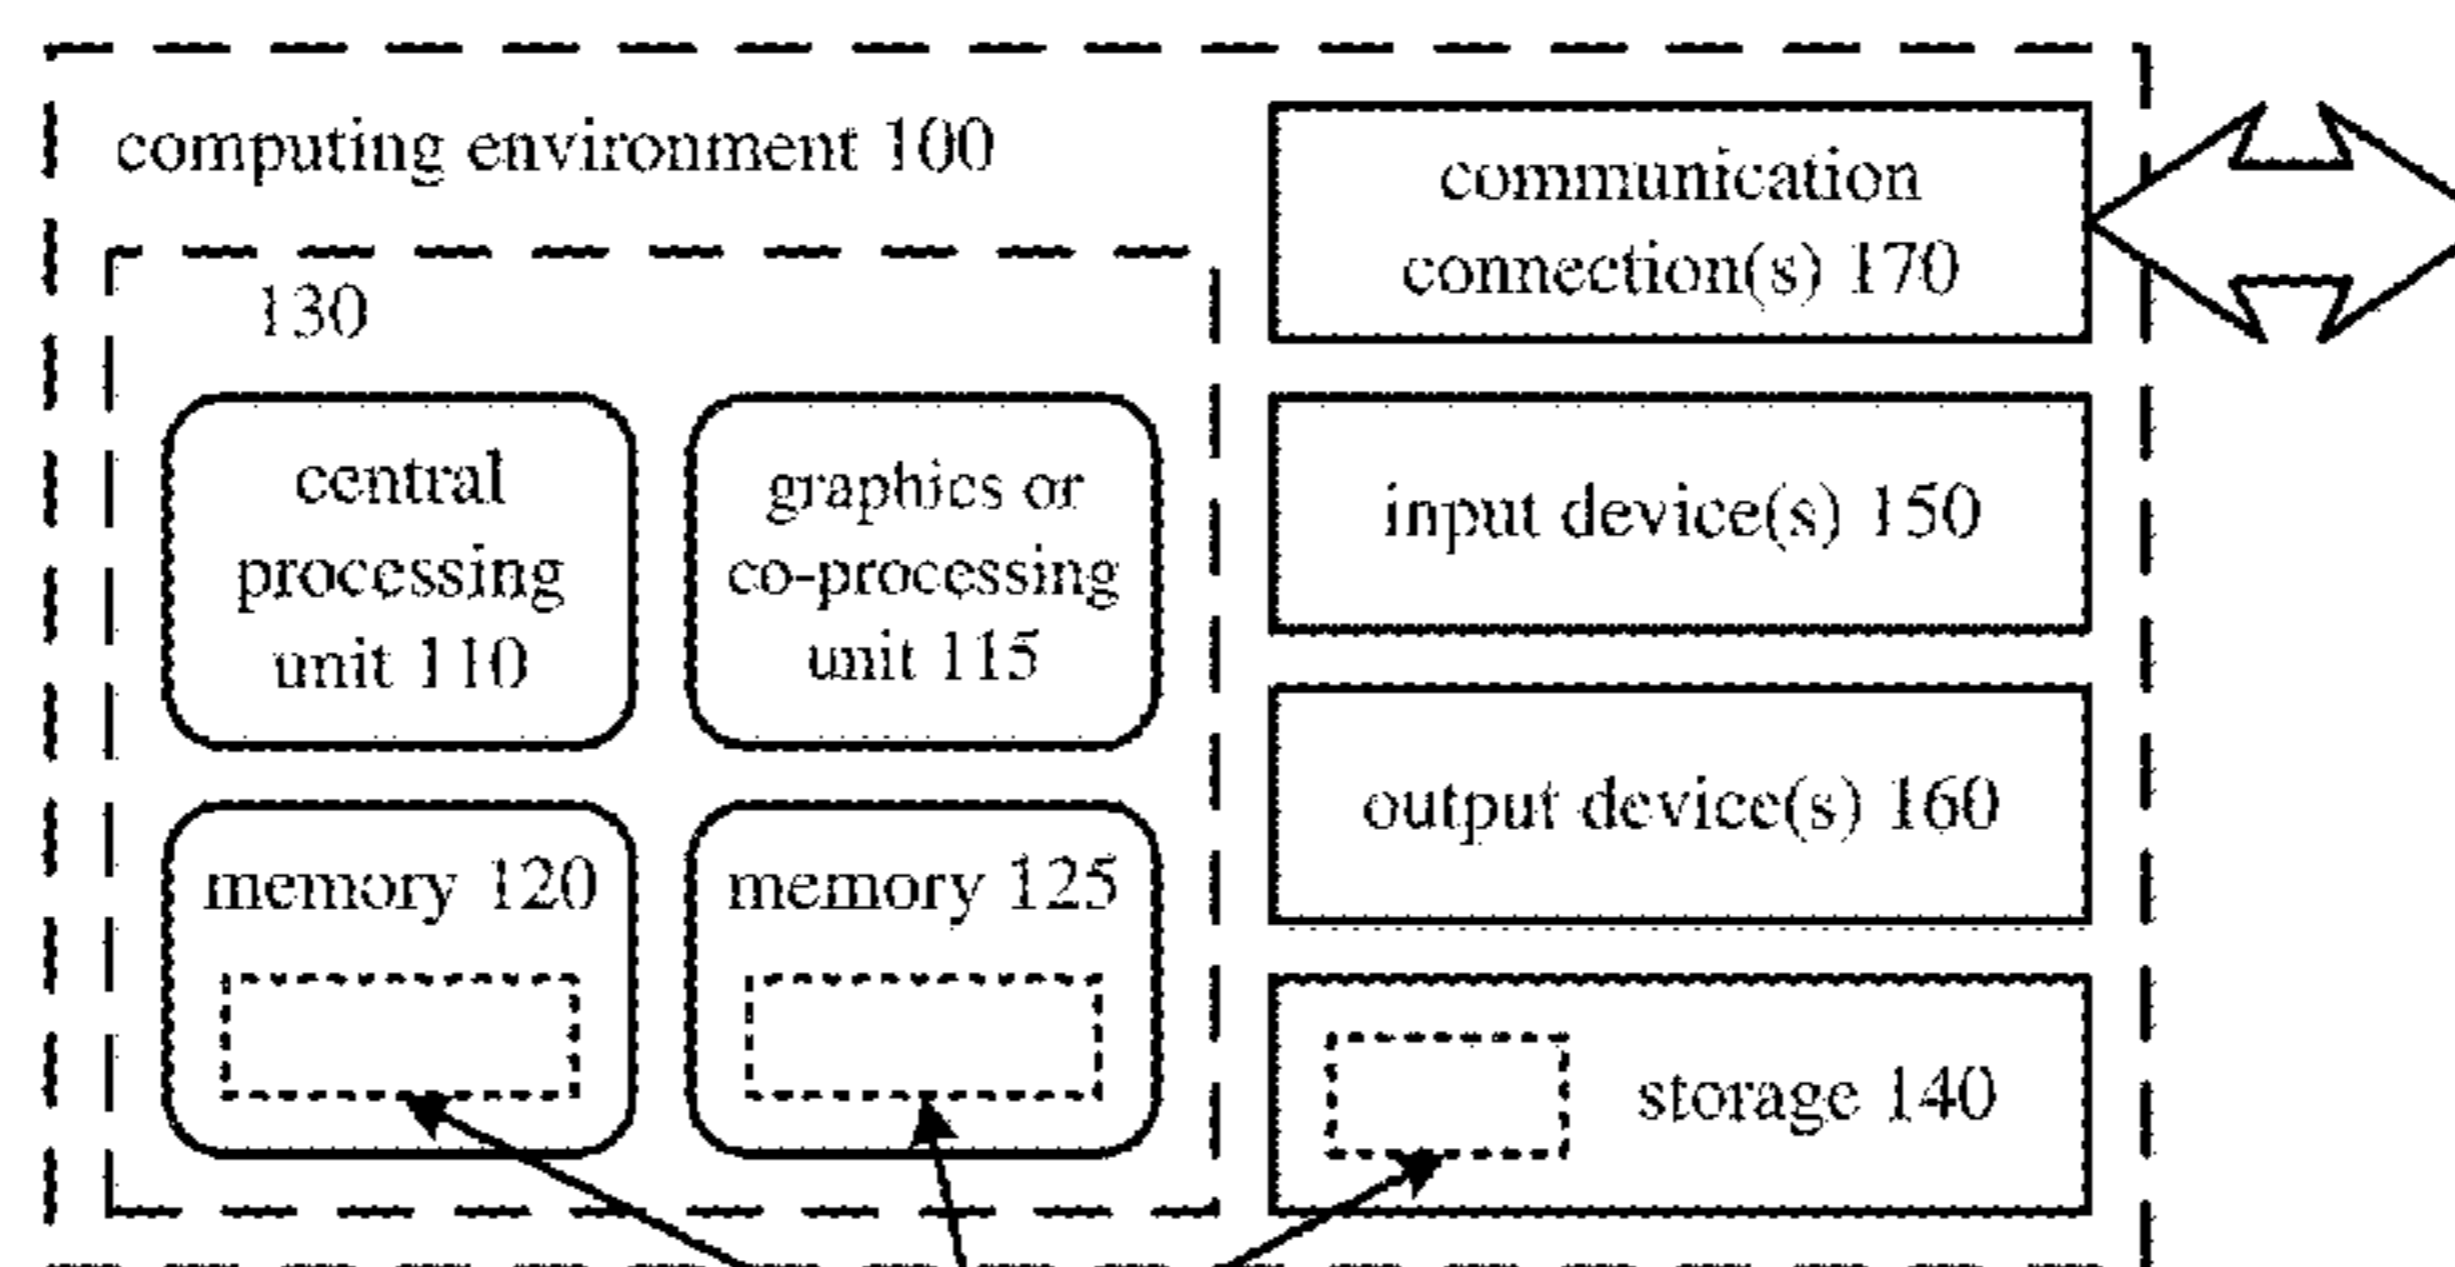 computing environment 100
130
central
processing
unit 110
graphics or
co-processing
unit 115
memory 120
memory 125
communication
connection(s) 170
input device(s) 150
output device(s) 160
storage 140